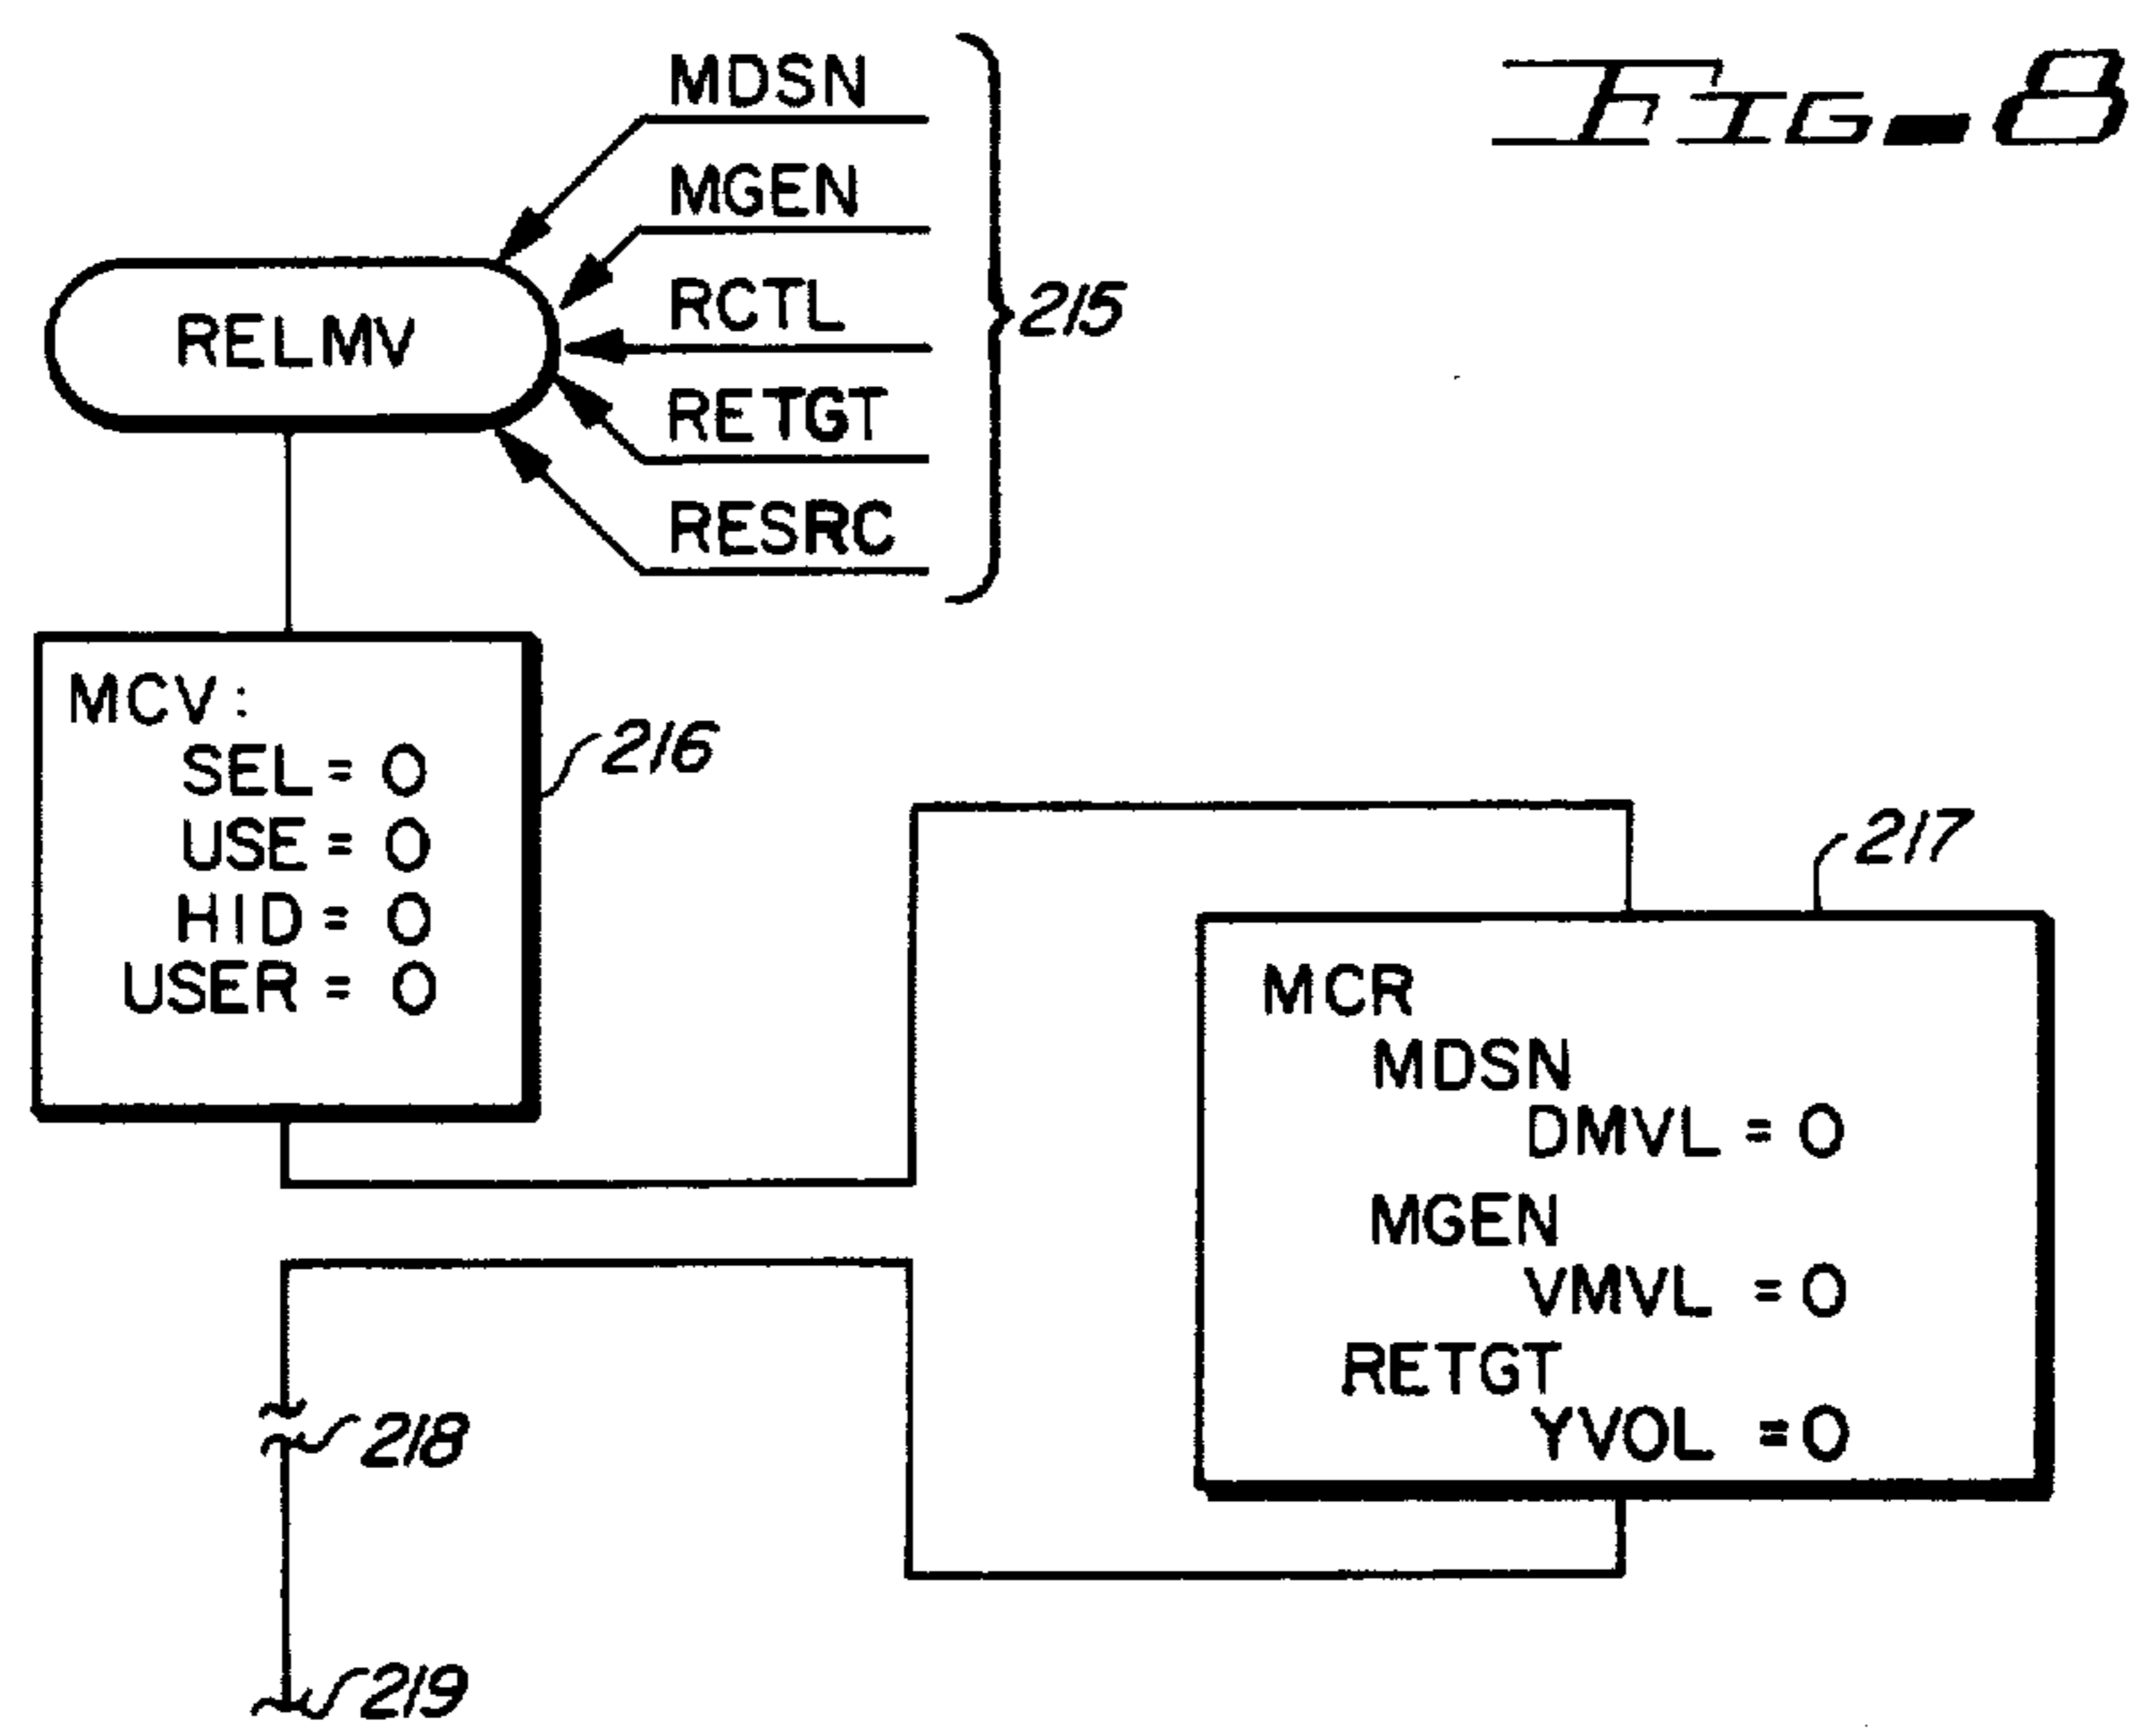 FIG-8
MDSN
MGEN
RCTL
RETGT
RESRC
215
RELMV
MCV:
SEL = 0
USE = 0
HID = 0
USER = 0
216
217
MCR
MDSN
DMVL = 0
MGEN
VMVL = 0
RETGT
YVOL = 0
218
219